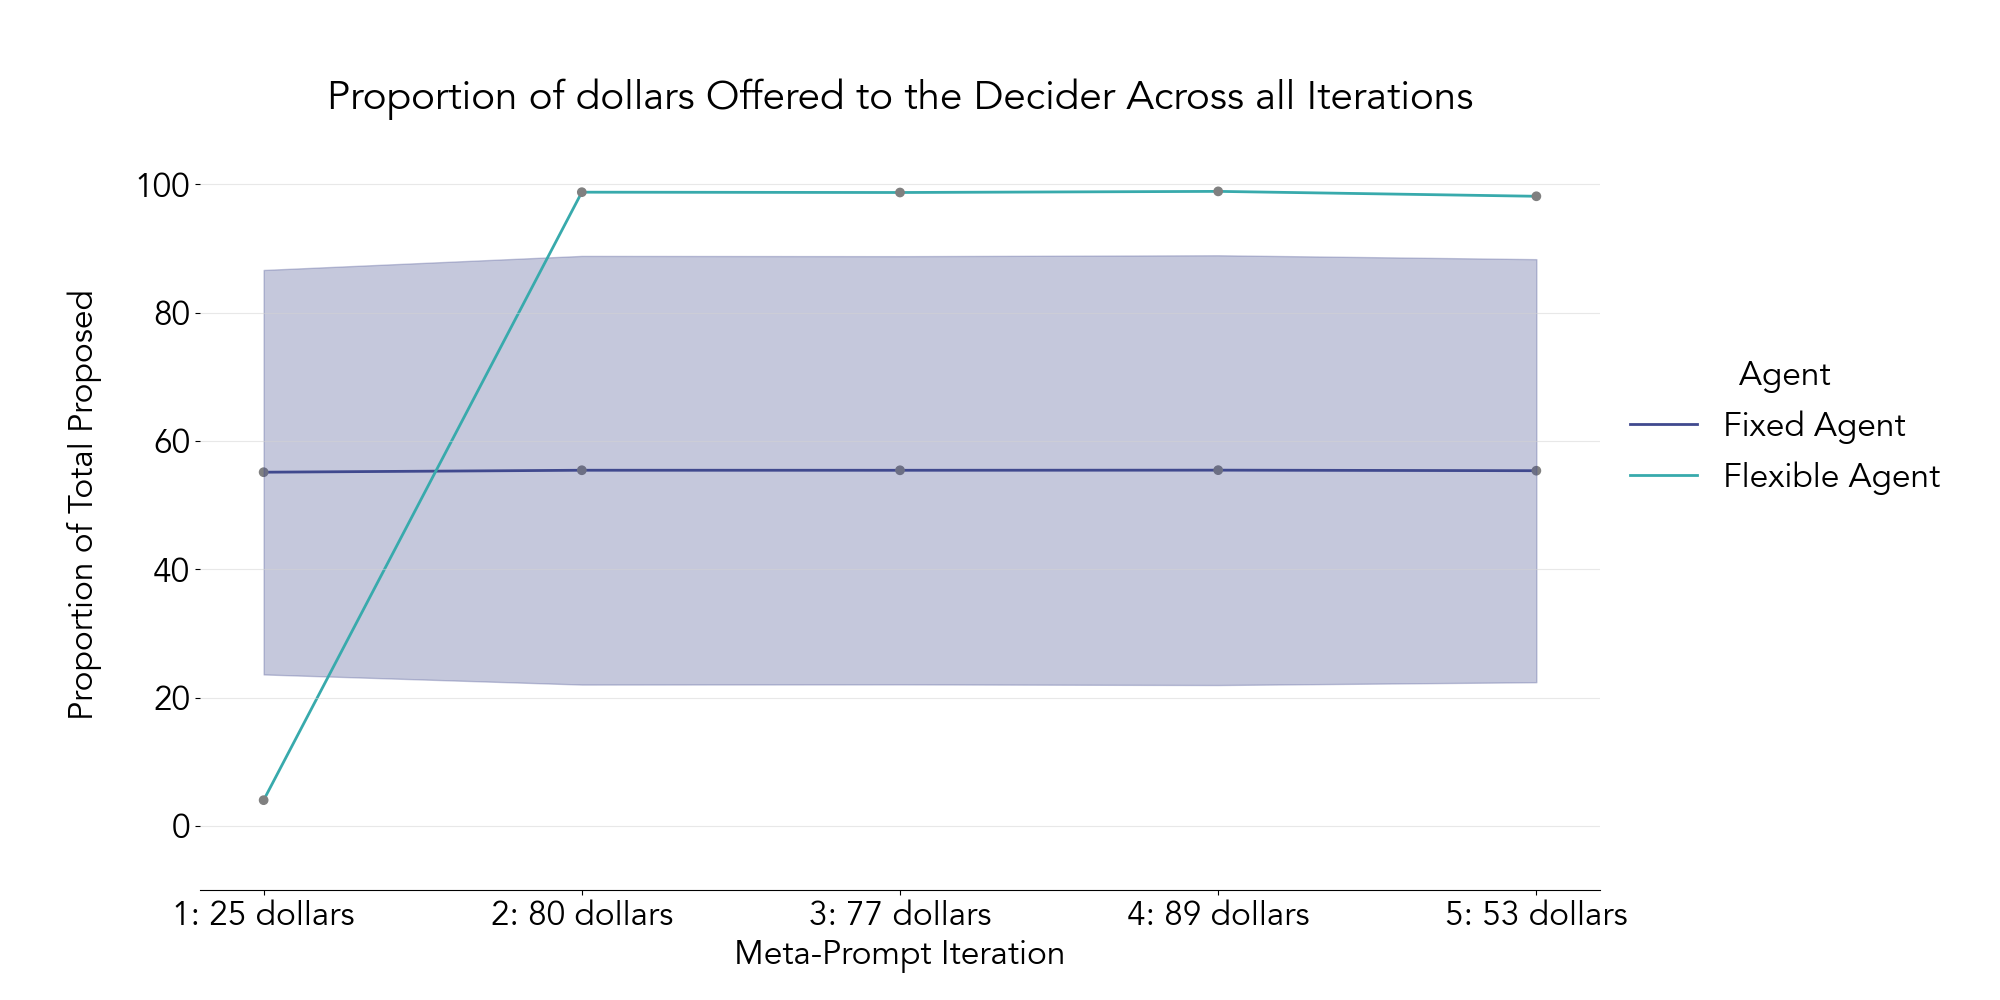 Proportion of dollars Offered to the Decider Across all Iterations
100
80
60
40
20
0
Proportion of Total Proposed
1: 25 dollars
2: 80 dollars
3: 77 dollars
4: 89 dollars
5: 53 dollars
Meta-Prompt Iteration
Agent
Fixed Agent
Flexible Agent